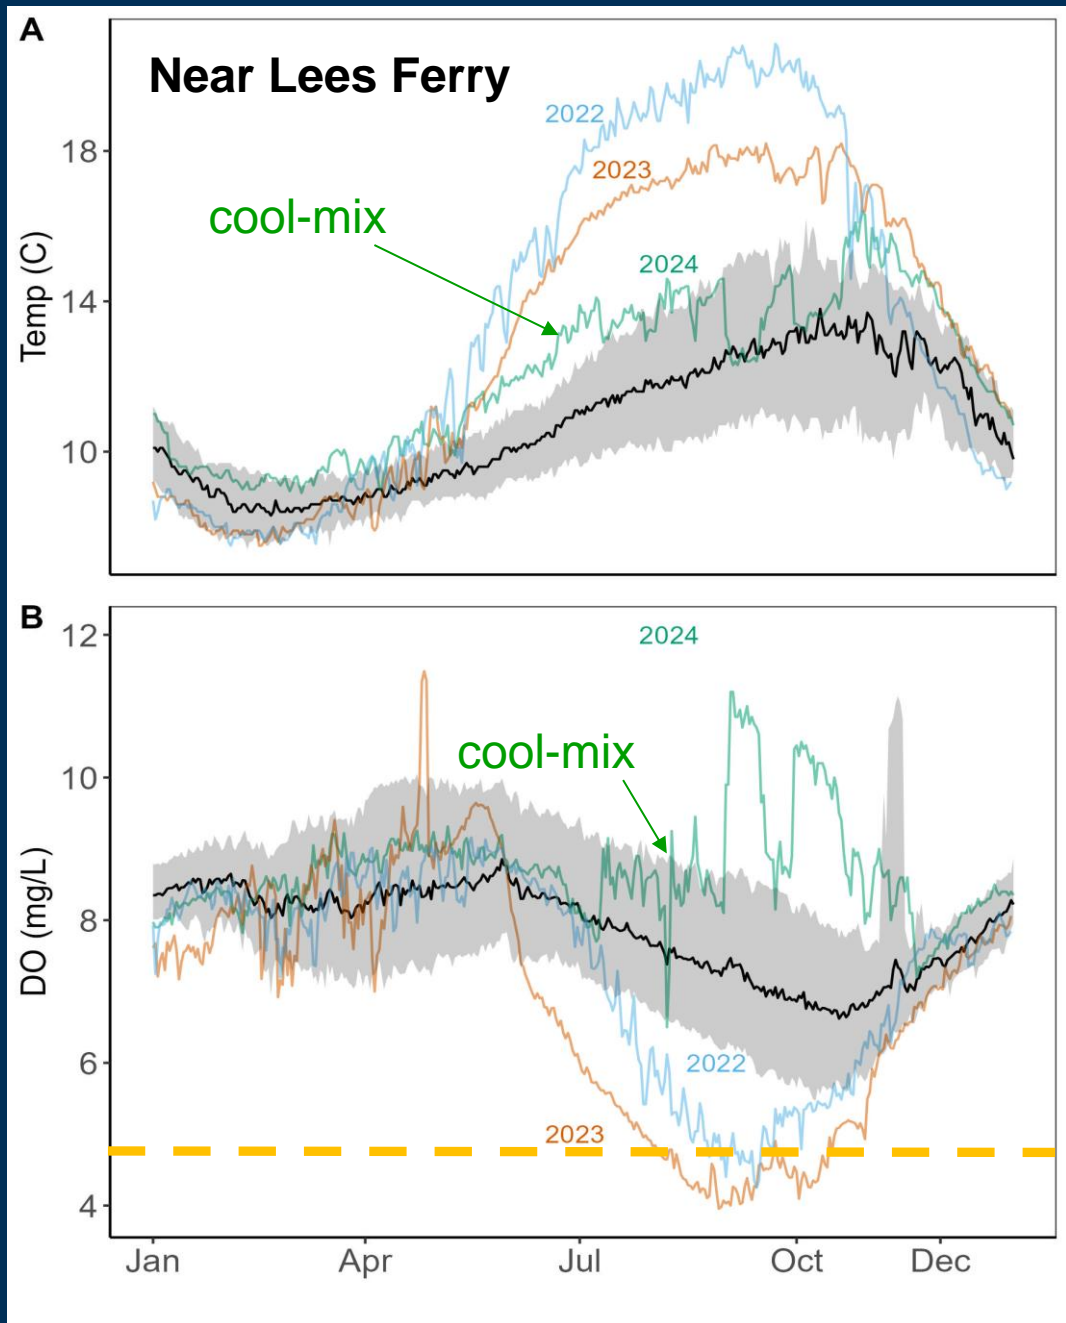 A
Near Lees Ferry
2022
2023
cool-mix
2024
18
14
10
Temp (C)
B
2024
cool-mix
2022
2023
12
10
8
6
4
DO (mg/L)
Jan Apr Jul Oct Dec